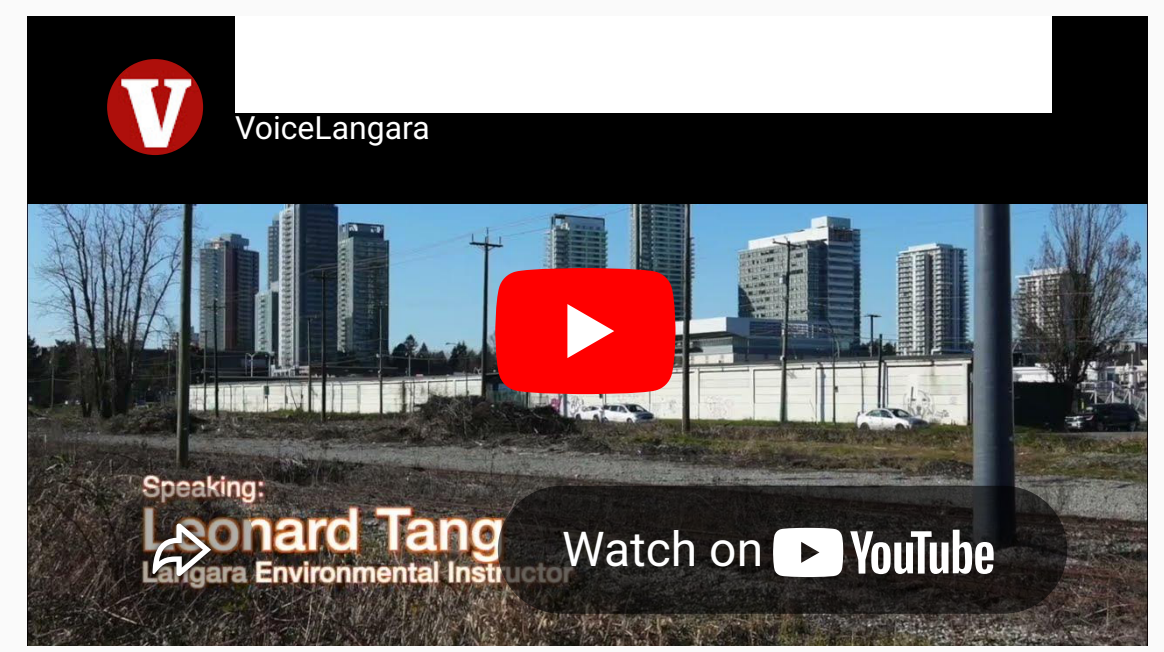 V
VoiceLangara
Speaking:
Leonard Tang
Langara Environmental Instructor
Watch on YouTube